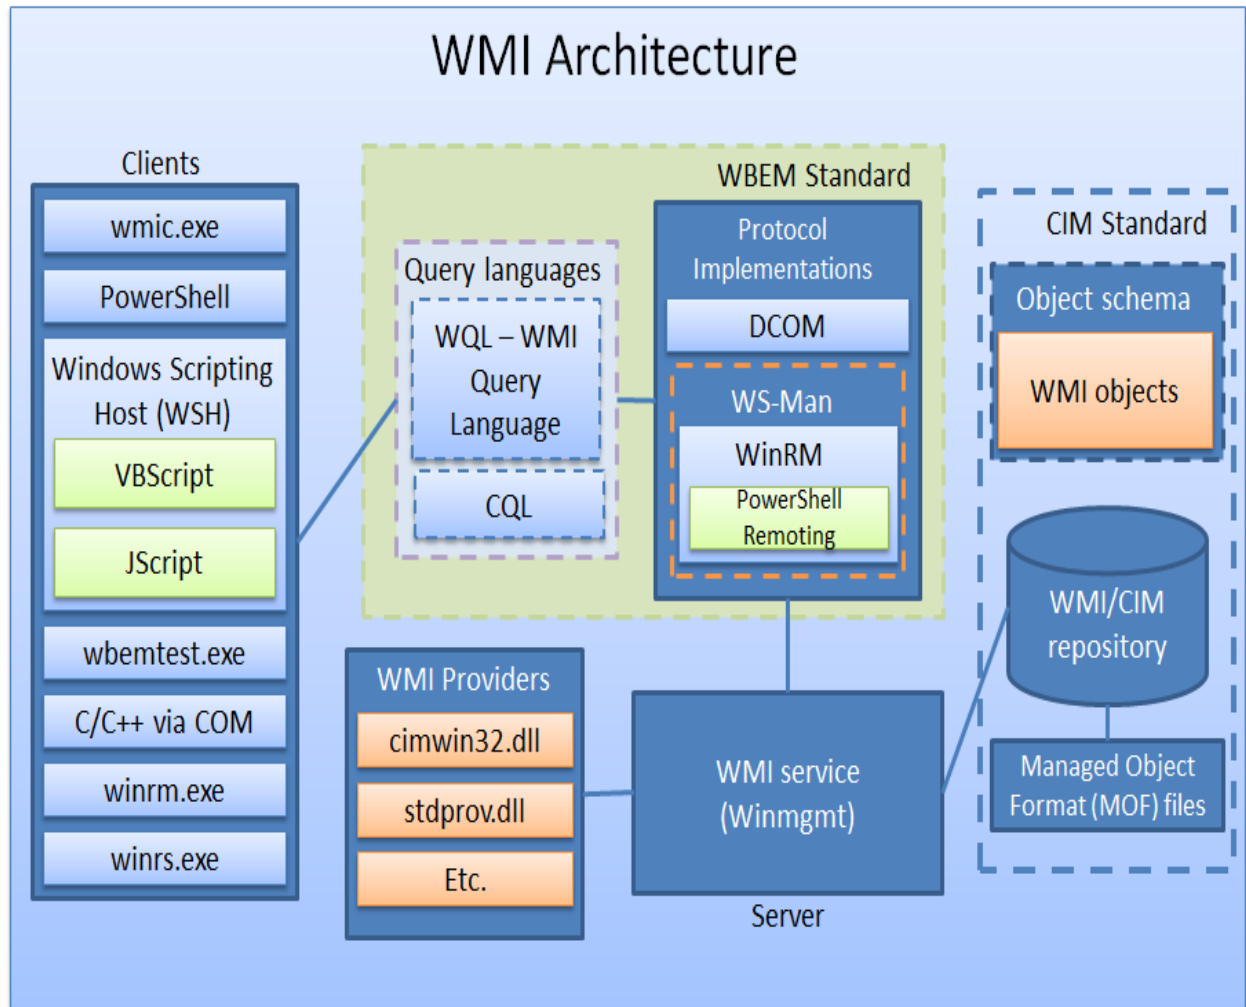 WMI Architecture
Clients
wmic.exe
PowerShell
Windows Scripting
Host (WSH)
VBScript
JScript
wbemtest.exe
C/C++ via COM
winrm.exe
winrs.exe
WBEM Standard
Query languages
WQL – WMI
Query
Language
CQL
Protocol
Implementations
DCOM
WS-Man
WinRM
PowerShell
Remoting
CIM Standard
Object schema
WMI objects
WMI/CIM
repository
Managed Object
Format (MOF) files
WMI Providers
cimwin32.dll
stdprov.dll
Etc.
WMI service
(Winmgmt)
Server